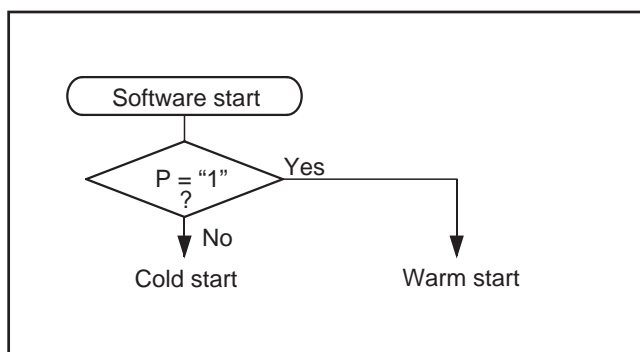 Software start
P = “1”
?
Yes
No
Cold start
Warm start